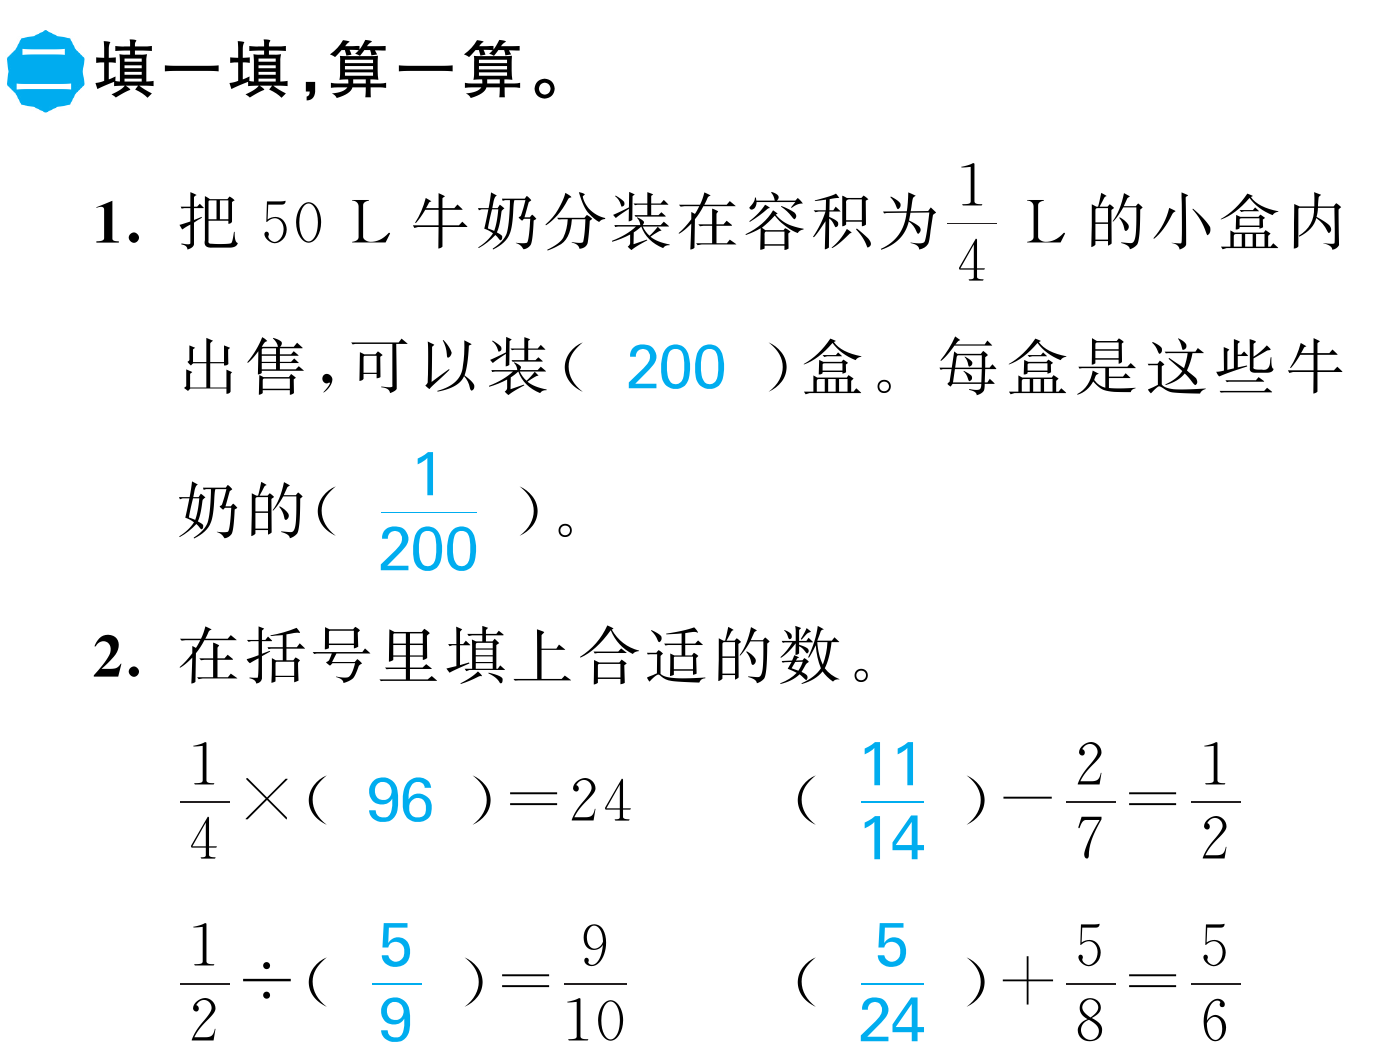 二 填一填,算一算。
1. 把 50 L 牛奶分装在容积为 1/4 L 的小盒内
出售,可以装( 200 )盒。每盒是这些牛
奶的( 1/200 )。
2. 在括号里填上合适的数。
1/4×( 96 )=24 ( 11/14 )-2/7=1/2
1/2÷( 5/9 )=9/10 ( 5/24 )+5/8=5/6